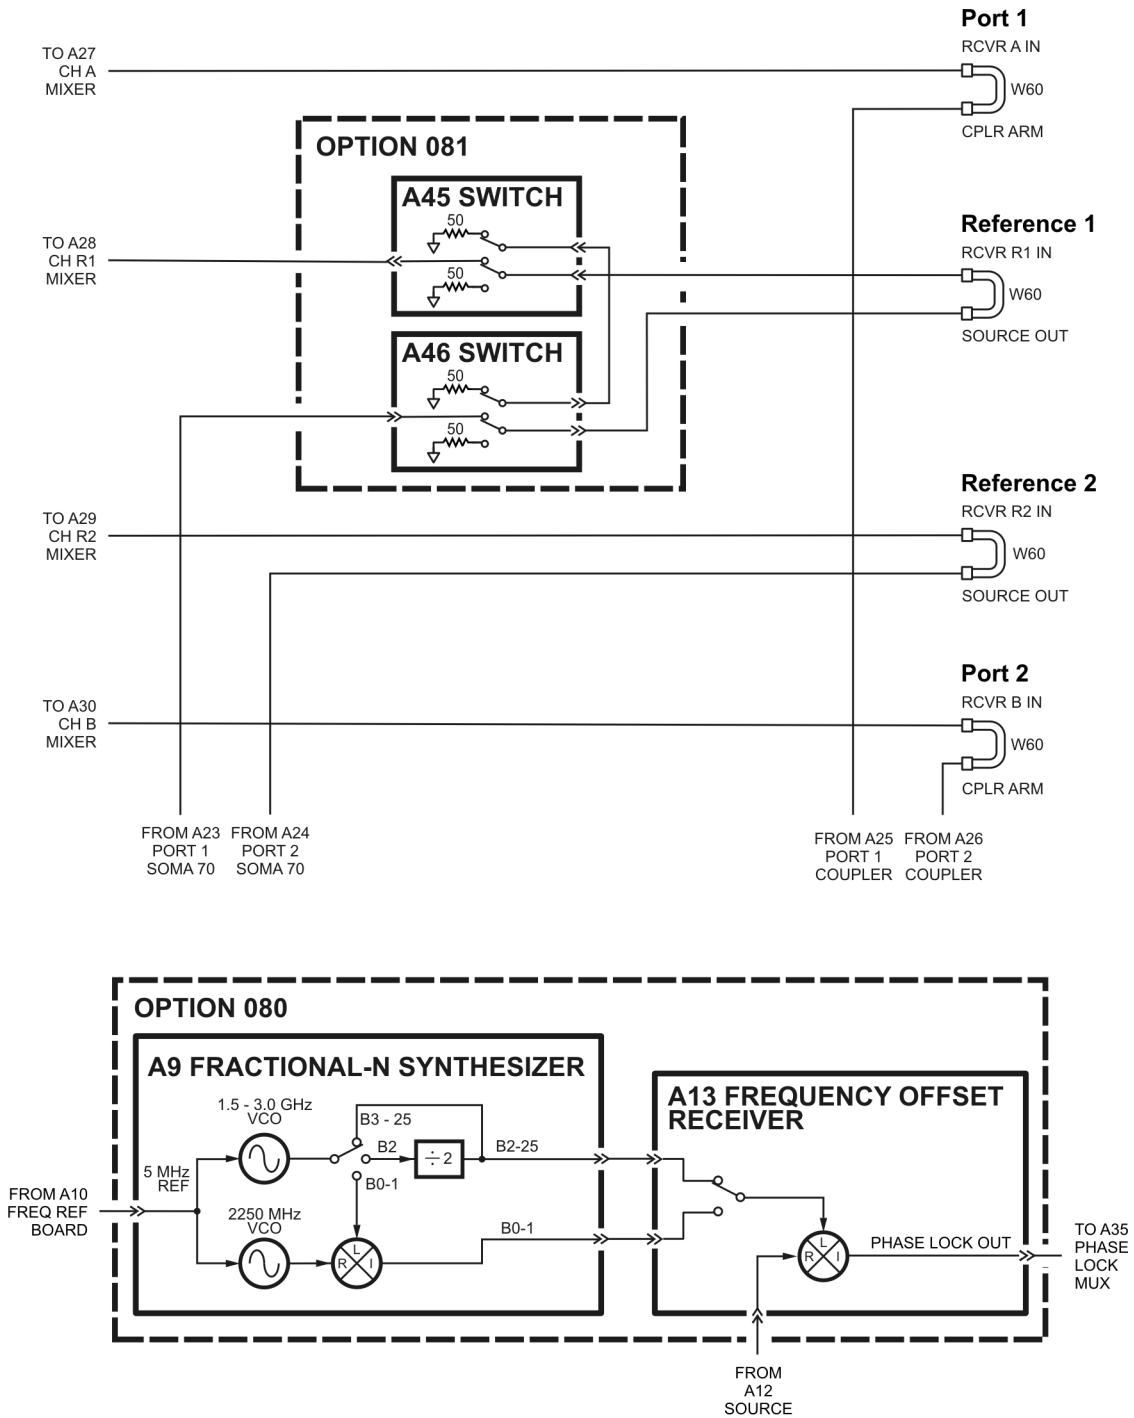 Port 1
RCVR A IN
TO A27
CH A
MIXER
W60
CPLR ARM
OPTION 081
A45 SWITCH
50
50
TO A28
CH R1
MIXER
Reference 1
RCVR R1 IN
W60
SOURCE OUT
A46 SWITCH
50
50
Reference 2
RCVR R2 IN
TO A29
CH R2
MIXER
W60
SOURCE OUT
Port 2
RCVR B IN
TO A30
CH B
MIXER
W60
CPLR ARM
FROM A23
PORT 1
SOMA 70
FROM A24
PORT 2
SOMA 70
FROM A25
PORT 1
COUPLER
FROM A26
PORT 2
COUPLER
OPTION 080
A9 FRACTIONAL-N SYNTHESIZER
1.5 - 3.0 GHz
VCO
B3 - 25
B2
÷ 2
B2-25
5 MHz
REF
B0-1
FROM A10
FREQ REF
BOARD
2250 MHz
VCO
L
R
I
B0-1
A13 FREQUENCY OFFSET
RECEIVER
L
R
I
PHASE LOCK OUT
TO A35
PHASE
LOCK
MUX
FROM
A12
SOURCE